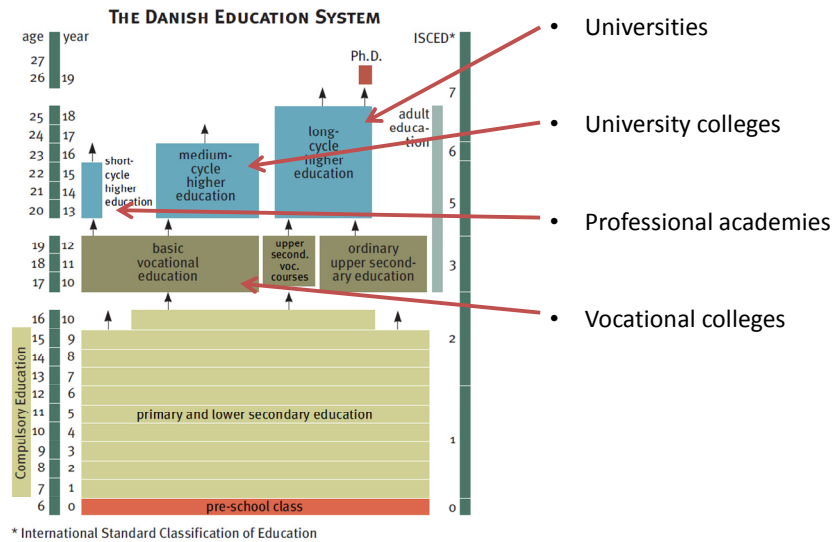 THE DANISH EDUCATION SYSTEM
age year
ISCED*
27
26 19
Ph.D.
7
25 18
24 17
23 16
22 15
21 14
20 13
short-
cycle
higher
education
medium-
cycle
higher
education
long-
cycle
higher
education
adult
educa-
tion
6
5
19 12
18 11
17 10
basic
vocational
education
upper
second.
voc.
courses
ordinary
upper second-
ary education
3
16 10
15 9
14 8
13 7
12 6
11 5
10 4
9 3
8 2
7 1
6 0
Compulsory Education
primary and lower secondary education
pre-school class
2
1
0
* International Standard Classification of Education
• Universities
• University colleges
• Professional academies
• Vocational colleges